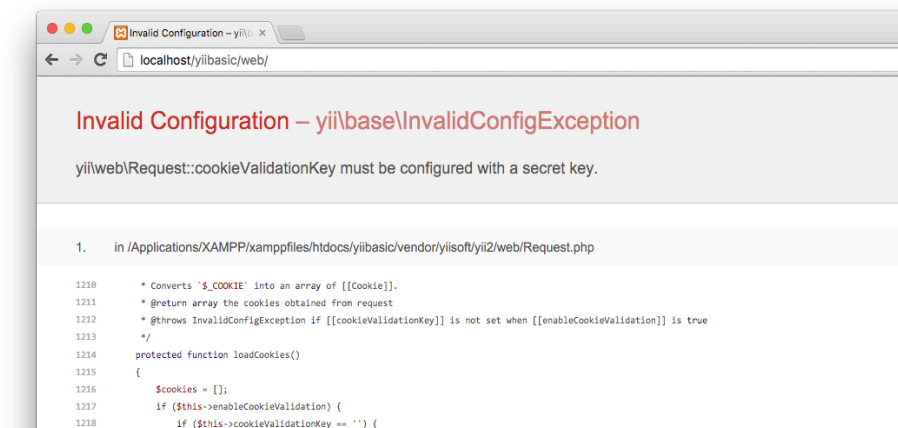 Invalid Configuration – yii\b
localhost/yiibasic/web/
Invalid Configuration – yii\base\InvalidConfigException
yii\web\Request::cookieValidationKey must be configured with a secret key.
1. in /Applications/XAMPP/xamppfiles/htdocs/yiibasic/vendor/yiisoft/yii2/web/Request.php
1210 * Converts `$_COOKIE` into an array of [[Cookie]].
1211 * @return array the cookies obtained from request
1212 * @throws InvalidConfigException if [[cookieValidationKey]] is not set when [[enableCookieValidation]] is true
1213 */
1214 protected function loadCookies()
1215 {
1216 $cookies = [];
1217 if ($this->enableCookieValidation) {
1218 if ($this->cookieValidationKey == '') {